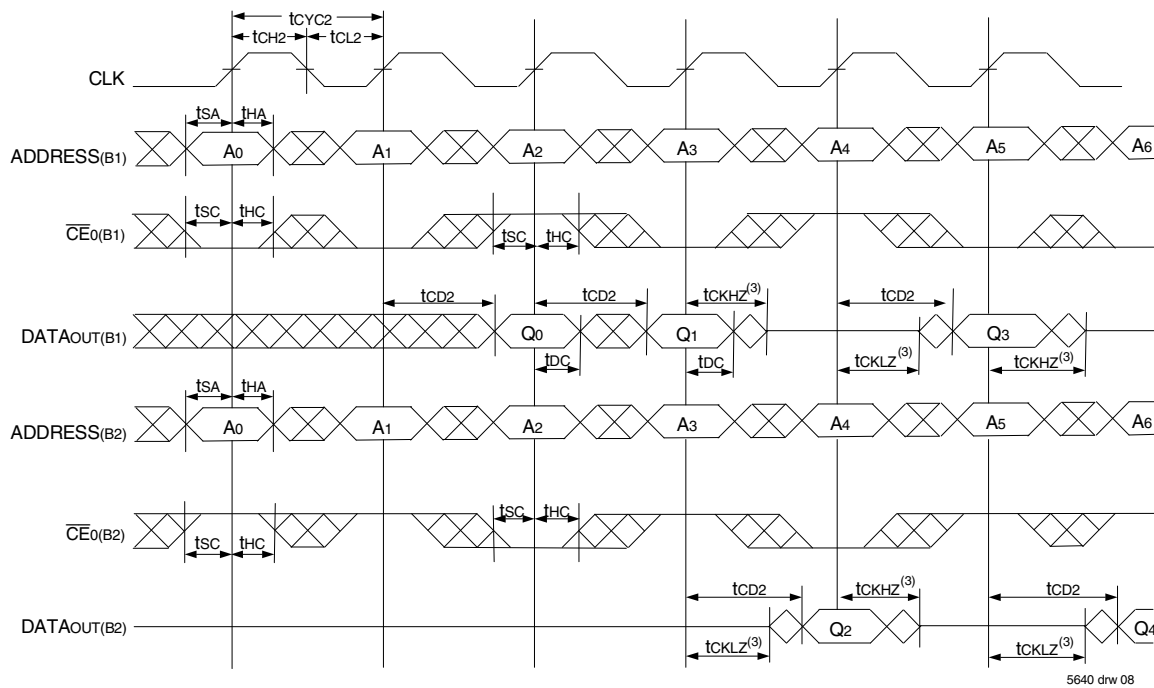 tCYC2
tCH2 tCL2
CLK
tSA tHA
ADDRESS(B1) A0 A1 A2 A3 A4 A5 A6
tSC tHC
CE0(B1)
tSC tHC
tCD2 tCD2 tCKHZ(3) tCD2
DATAOUT(B1) Q0 Q1 Q3
tDC tDC tCKLZ(3) tCKHZ(3)
tSA tHA
ADDRESS(B2) A0 A1 A2 A3 A4 A5 A6
tSC tHC
CE0(B2)
tSC tHC
tCD2 tCKHZ(3) tCD2
DATAOUT(B2) Q2 Q4
tCKLZ(3) tCKLZ(3)
5640 drw 08